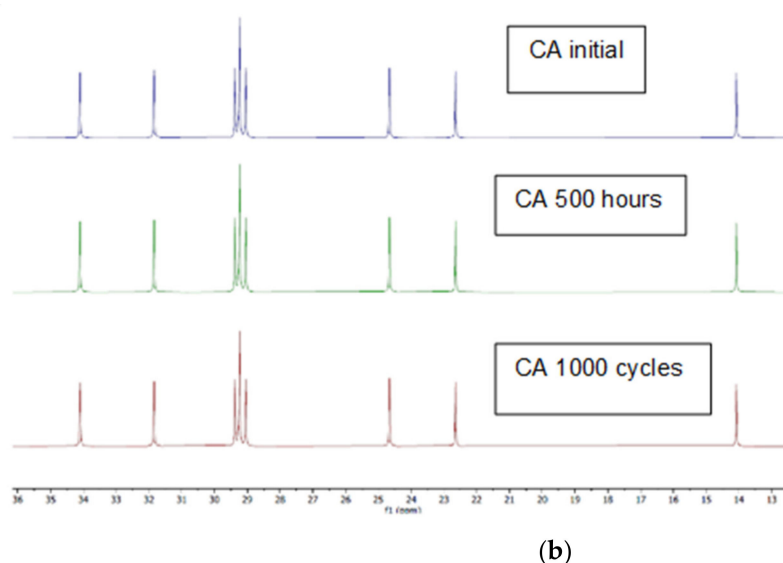 CA initial
CA 500 hours
CA 1000 cycles
36 35 34 33 32 31 30 29 28 27 26 25 24 23 22 21 20 19 18 17 16 15 14 13
f1 (ppm)
(b)